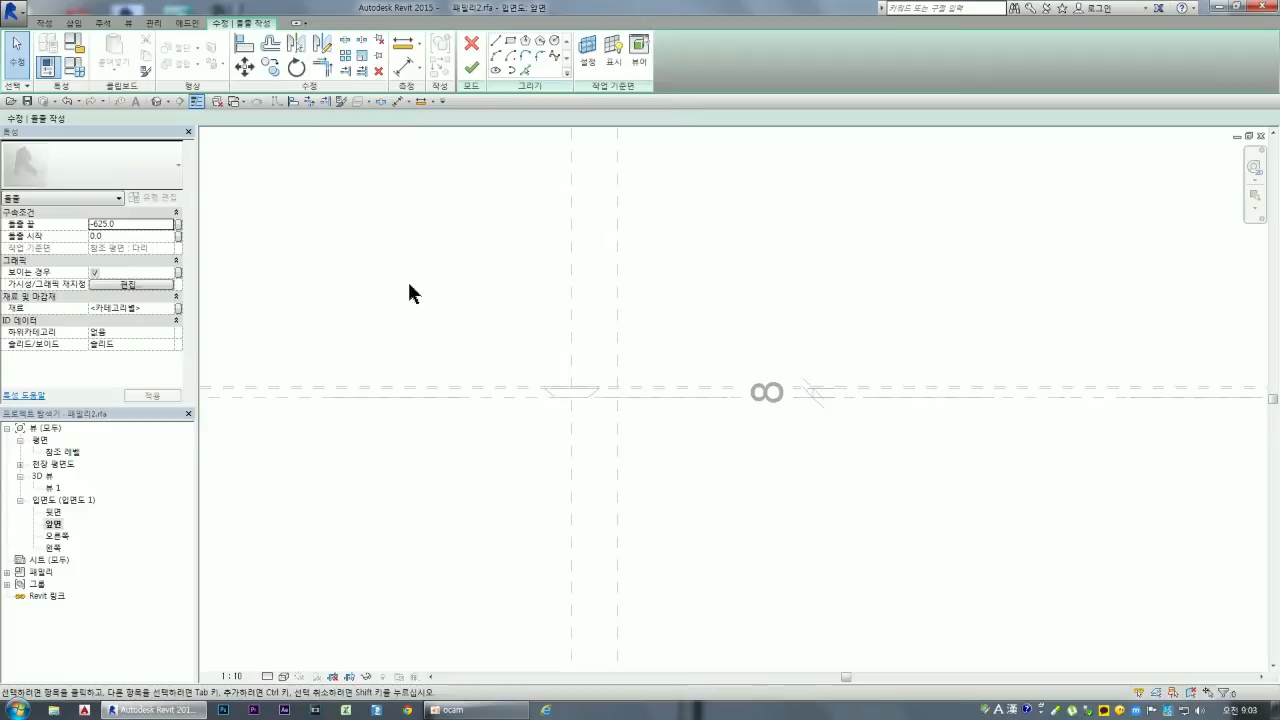 Autodesk Revit 2015 - 패밀리2.rfa - 입면도: 앞면
키워드 또는 구절 입력
로그인
작성 삽입 주석 뷰 관리 애드인 수정 | 돌출 작성
수정
붙여넣기
설정 표시 뷰어
선택 특성 클립보드 형상 수정 측정 작성 모드 그리기 작업 기준면
수정 | 돌출 작성
특성
돌출
유형 편집
구속조건
돌출 끝 -625.0
돌출 시작 0.0
작업 기준면 참조 평면 : 다리
그래픽
보이는 경우
가시성/그래픽 재지정 편집...
재료 및 마감재
재료 <카테고리별>
ID 데이터
하위카테고리 없음
솔리드/보이드 솔리드
특성 도움말 적용
프로젝트 탐색기 - 패밀리2.rfa
뷰 (모두)
평면
참조 레벨
천장 평면도
3D 뷰
뷰 1
입면도 (입면도 1)
뒷면
앞면
오른쪽
왼쪽
시트 (모두)
패밀리
그룹
Revit 링크
1 : 10
선택하려면 항목을 클릭하고, 다른 항목을 선택하려면 Tab 키, 추가하려면 Ctrl 키, 선택 취소하려면 Shift 키를 누르십시오.
:0
Autodesk Revit 201...
ocam
A 漢
오전 9:03